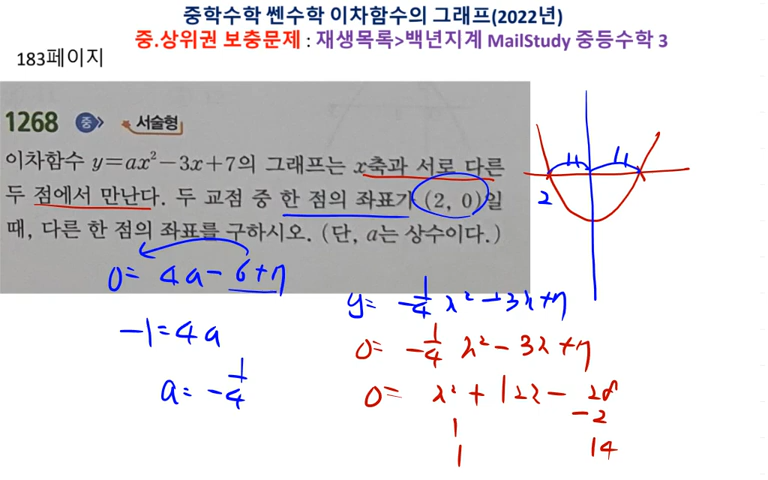 중학수학 쎈수학 이차함수의 그래프(2022년)
중.상위권 보충문제 : 재생목록>백년지계 MailStudy 중등수학 3
183페이지
1268 중 서술형
이차함수 y=ax²-3x+7의 그래프는 x축과 서로 다른
두 점에서 만난다. 두 교점 중 한 점의 좌표가 (2, 0)일
때, 다른 한 점의 좌표를 구하시오. (단, a는 상수이다.)
2
0= 4a-6+7
-1=4a
a=-1/4
y= -1/4 x²-3x+7
0= -1/4 x²-3x+7
0= x²+12x-28
1 -2
1 14